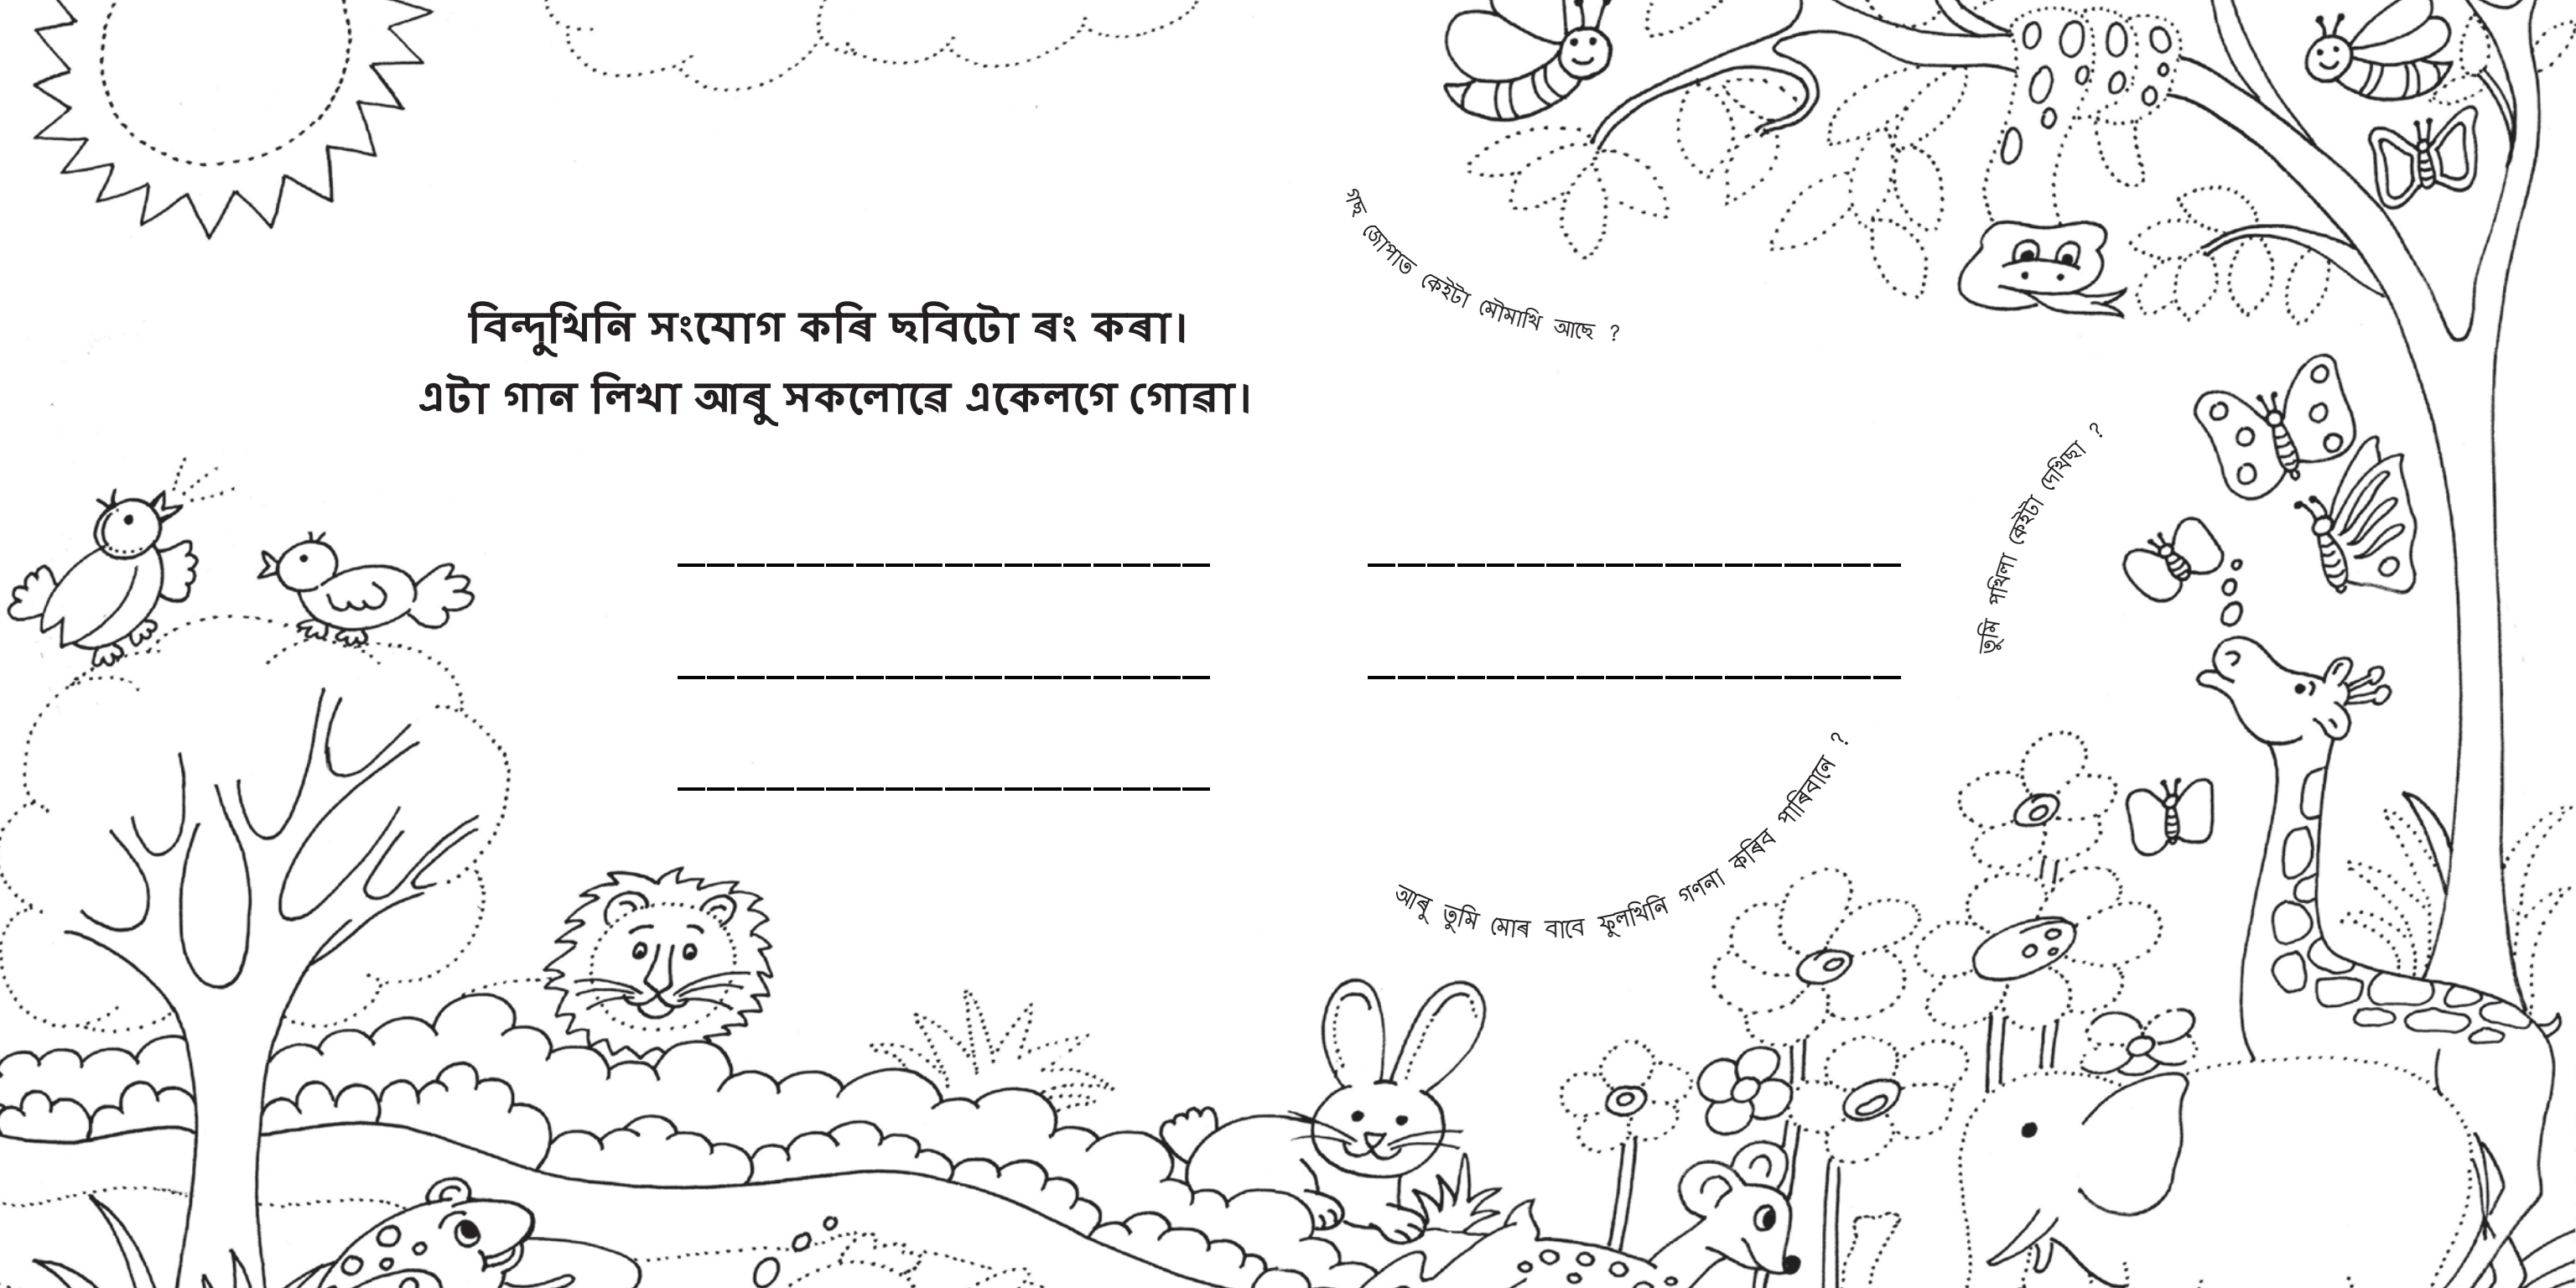 বিন্দুখিনি সংযোগ কৰি ছবিটো ৰং কৰা।
এটা গান লিখা আৰু সকলোৱে একেলগে গোৱা।
গছ জোপাত কেইটা মৌমাখি আছে ?
তুমি পখিলা কেইটা দেখিছা ?
আৰু তুমি মোৰ বাবে ফুলখিনি গণনা কৰিব পাৰিবানে ?